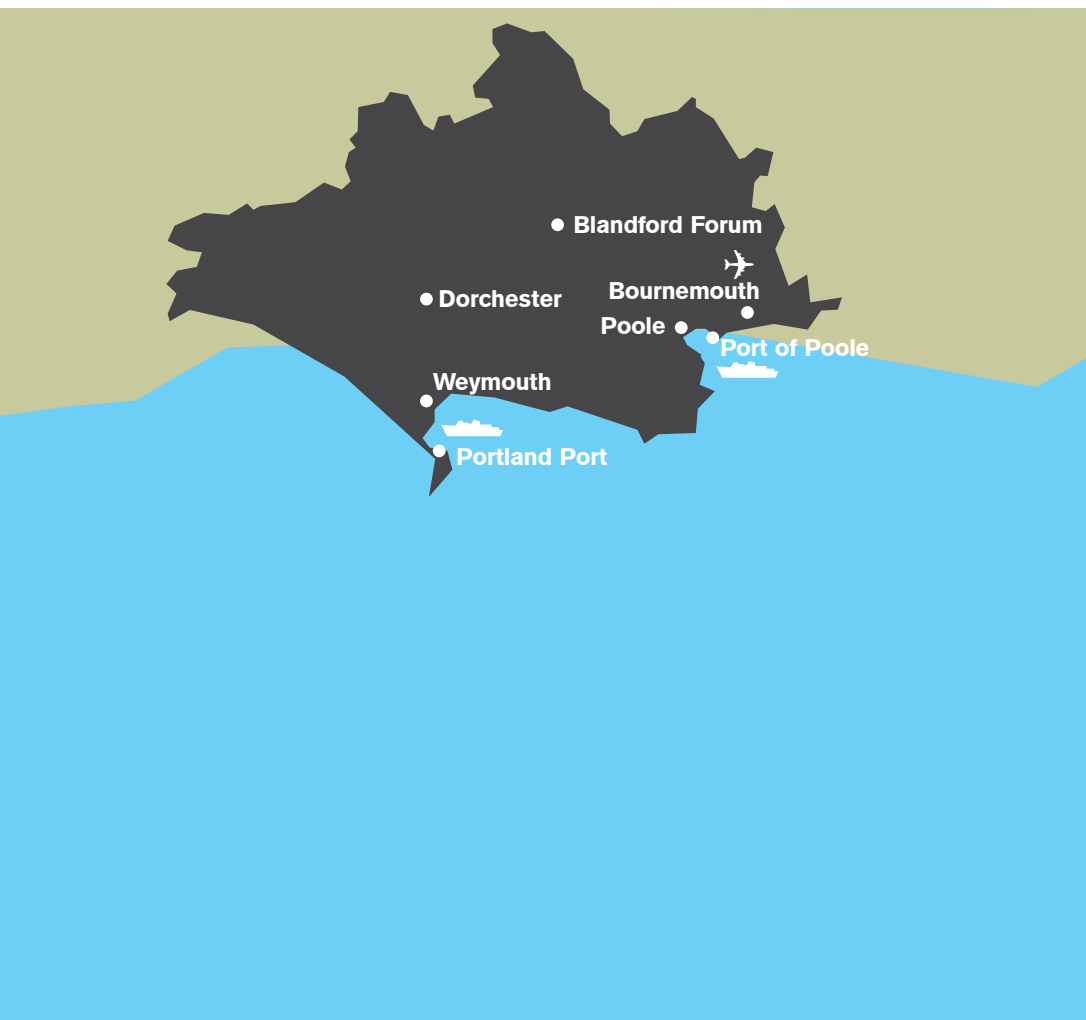 Blandford Forum
Bournemouth
Dorchester
Poole
Port of Poole
Weymouth
Portland Port